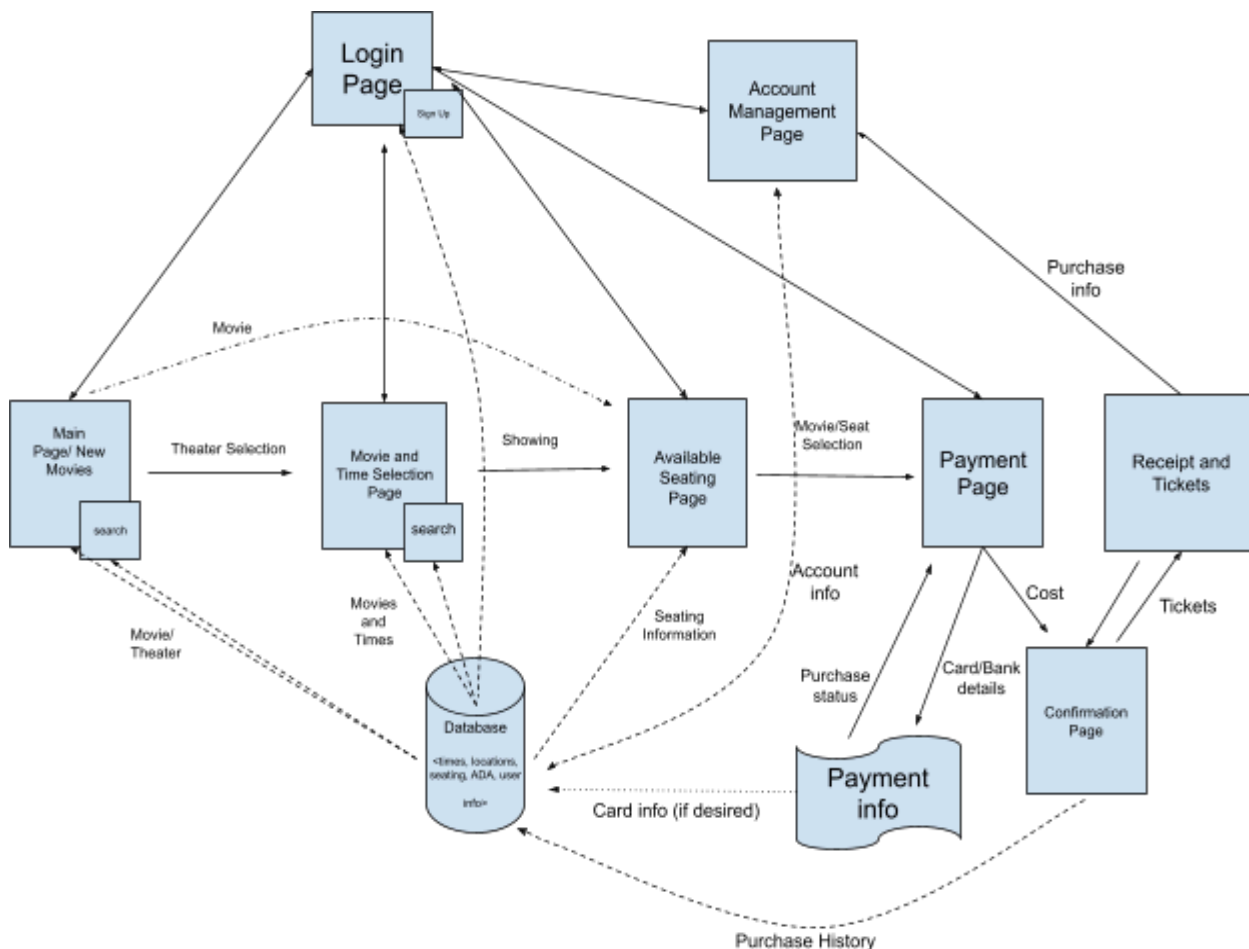 Login
Page
Sign Up
Account
Management
Page
Purchase
info
Movie
Main
Page/ New
Movies
search
Theater Selection
Movie and
Time Selection
Page
search
Showing
Available
Seating
Page
Movie/Seat
Selection
Payment
Page
Receipt and
Tickets
Movie/
Theater
Movies
and
Times
Seating
Information
Account
info
Cost
Tickets
Purchase
status
Card/Bank
details
Confirmation
Page
Database
<times, locations,
seating, ADA, user
info>
Card info (if desired)
Payment
info
Purchase History